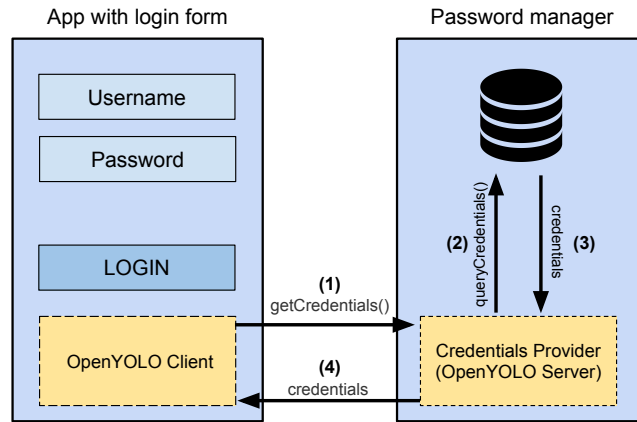 App with login form
Password manager
Username
Password
LOGIN
OpenYOLO Client
(1)
getCredentials()
(4)
credentials
(2)
queryCredentials()
credentials
(3)
Credentials Provider
(OpenYOLO Server)